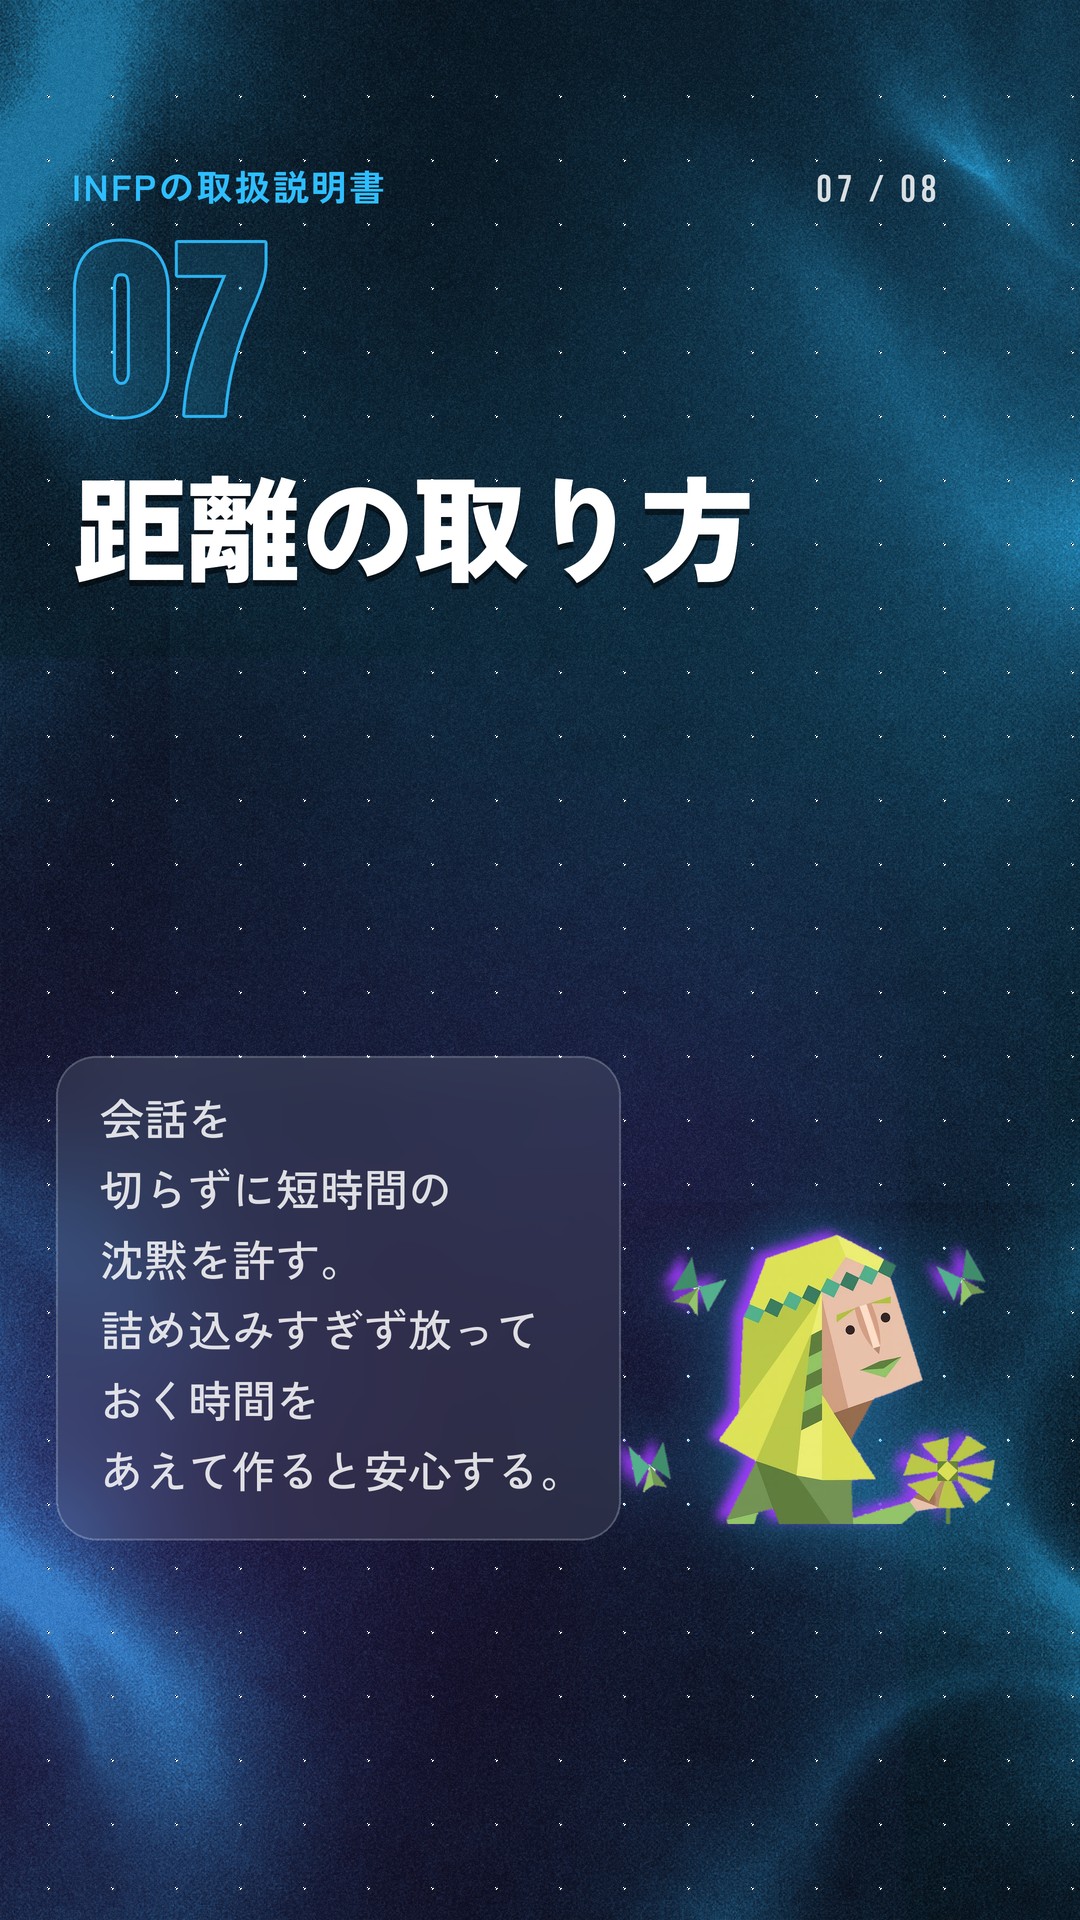 INFPの取扱説明書
07 / 08
07
距離の取り方
会話を
切らずに短時間の
沈黙を許す。
詰め込みすぎず放って
おく時間を
あえて作ると安心する。